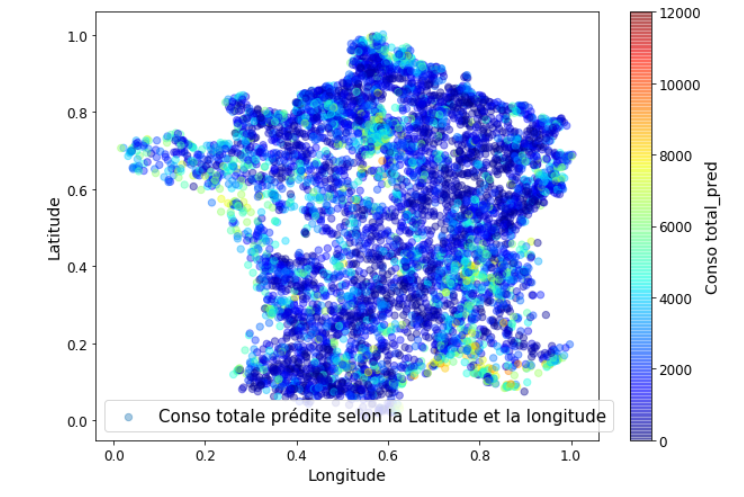 1.0
0.8
0.6
0.4
0.2
0.0
Latitude
0.0 0.2 0.4 0.6 0.8 1.0
Longitude
Conso totale prédite selon la Latitude et la longitude
12000
10000
8000
6000
4000
2000
0
Conso total_pred